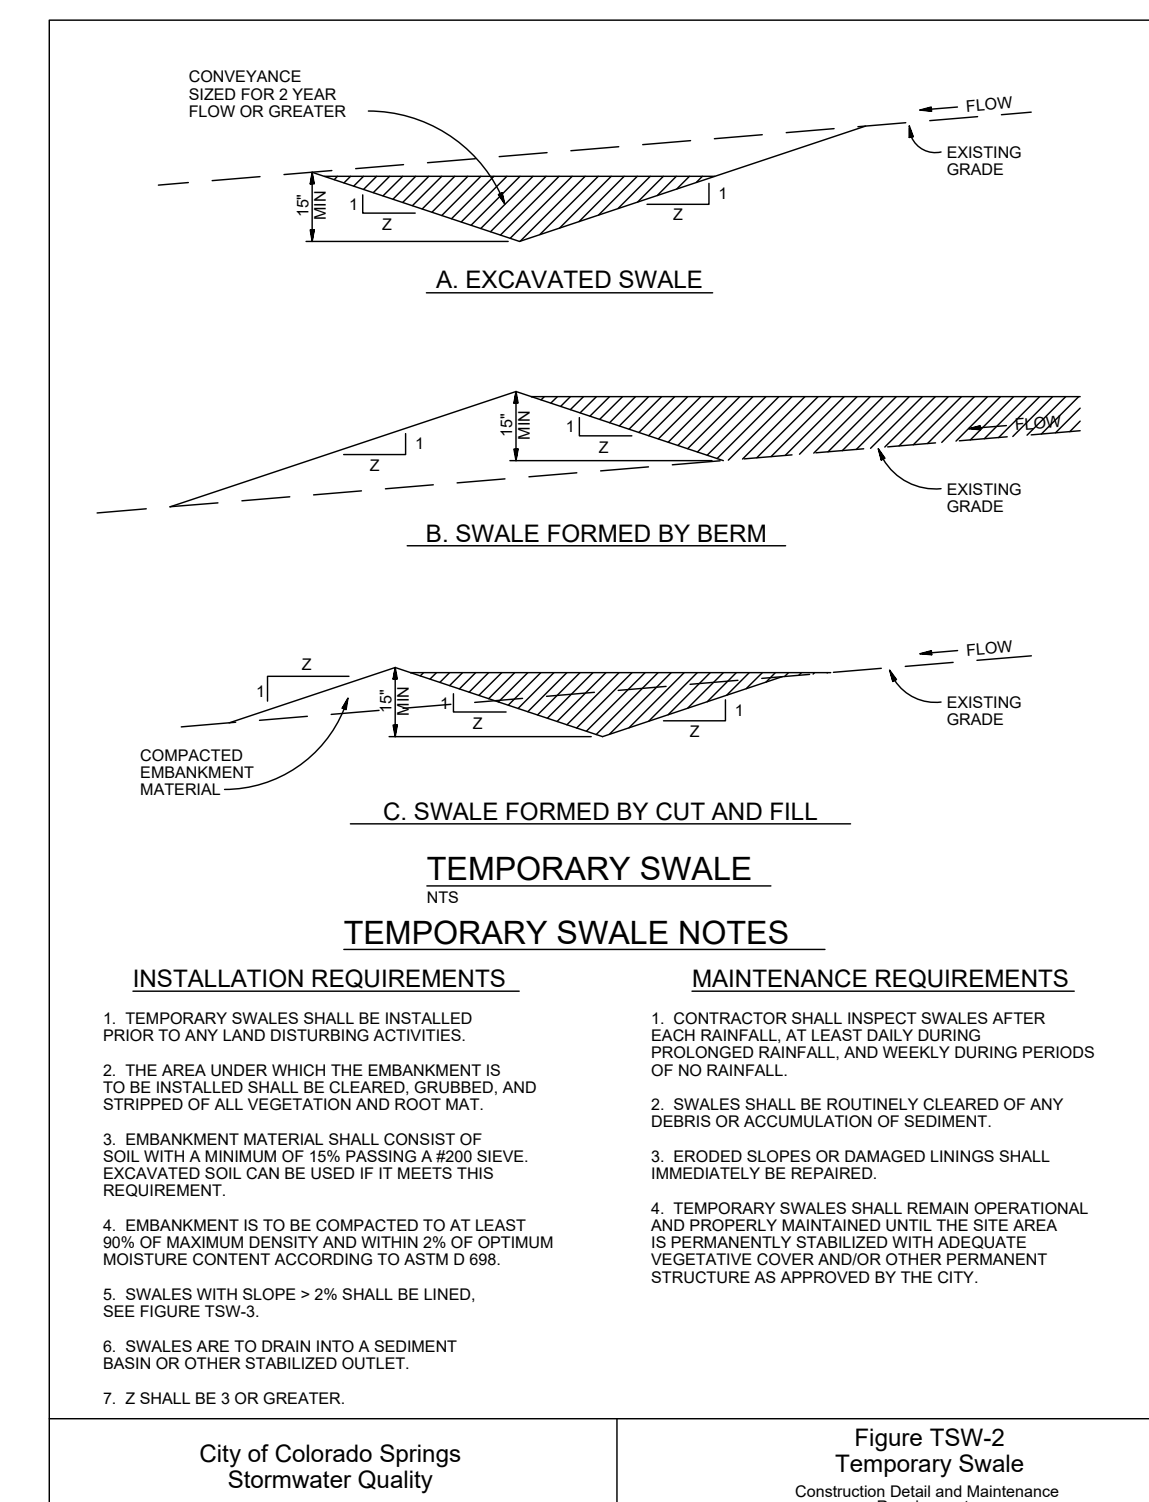 CONVEYANCE
SIZED FOR 2 YEAR
FLOW OR GREATER
FLOW
EXISTING
GRADE
15"
MIN
1
Z
1
Z
A. EXCAVATED SWALE
15"
MIN
1
Z
1
Z
FLOW
EXISTING
GRADE
B. SWALE FORMED BY BERM
FLOW
Z
1
15"
MIN
1
Z
1
Z
EXISTING
GRADE
COMPACTED
EMBANKMENT
MATERIAL
C. SWALE FORMED BY CUT AND FILL
TEMPORARY SWALE
NTS
TEMPORARY SWALE NOTES
INSTALLATION REQUIREMENTS
1. TEMPORARY SWALES SHALL BE INSTALLED
PRIOR TO ANY LAND DISTURBING ACTIVITIES.
2. THE AREA UNDER WHICH THE EMBANKMENT IS
TO BE INSTALLED SHALL BE CLEARED, GRUBBED, AND
STRIPPED OF ALL VEGETATION AND ROOT MAT.
3. EMBANKMENT MATERIAL SHALL CONSIST OF
SOIL WITH A MINIMUM OF 15% PASSING A #200 SIEVE.
EXCAVATED SOIL CAN BE USED IF IT MEETS THIS
REQUIREMENT.
4. EMBANKMENT IS TO BE COMPACTED TO AT LEAST
90% OF MAXIMUM DENSITY AND WITHIN 2% OF OPTIMUM
MOISTURE CONTENT ACCORDING TO ASTM D 698.
5. SWALES WITH SLOPE > 2% SHALL BE LINED,
SEE FIGURE TSW-3.
6. SWALES ARE TO DRAIN INTO A SEDIMENT
BASIN OR OTHER STABILIZED OUTLET.
7. Z SHALL BE 3 OR GREATER.
MAINTENANCE REQUIREMENTS
1. CONTRACTOR SHALL INSPECT SWALES AFTER
EACH RAINFALL, AT LEAST DAILY DURING
PROLONGED RAINFALL, AND WEEKLY DURING PERIODS
OF NO RAINFALL.
2. SWALES SHALL BE ROUTINELY CLEARED OF ANY
DEBRIS OR ACCUMULATION OF SEDIMENT.
3. ERODED SLOPES OR DAMAGED LININGS SHALL
IMMEDIATELY BE REPAIRED.
4. TEMPORARY SWALES SHALL REMAIN OPERATIONAL
AND PROPERLY MAINTAINED UNTIL THE SITE AREA
IS PERMANENTLY STABILIZED WITH ADEQUATE
VEGETATIVE COVER AND/OR OTHER PERMANENT
STRUCTURE AS APPROVED BY THE CITY.
City of Colorado Springs
Stormwater Quality
Figure TSW-2
Temporary Swale
Construction Detail and Maintenance